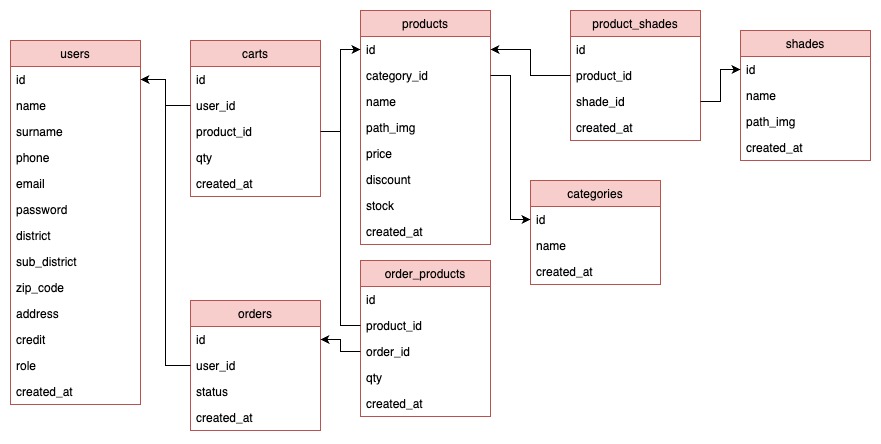 users
id
name
surname
phone
email
password
district
sub_district
zip_code
address
credit
role
created_at
carts
id
user_id
product_id
qty
created_at
orders
id
user_id
status
created_at
products
id
category_id
name
path_img
price
discount
stock
created_at
order_products
id
product_id
order_id
qty
created_at
product_shades
id
product_id
shade_id
created_at
categories
id
name
created_at
shades
id
name
path_img
created_at